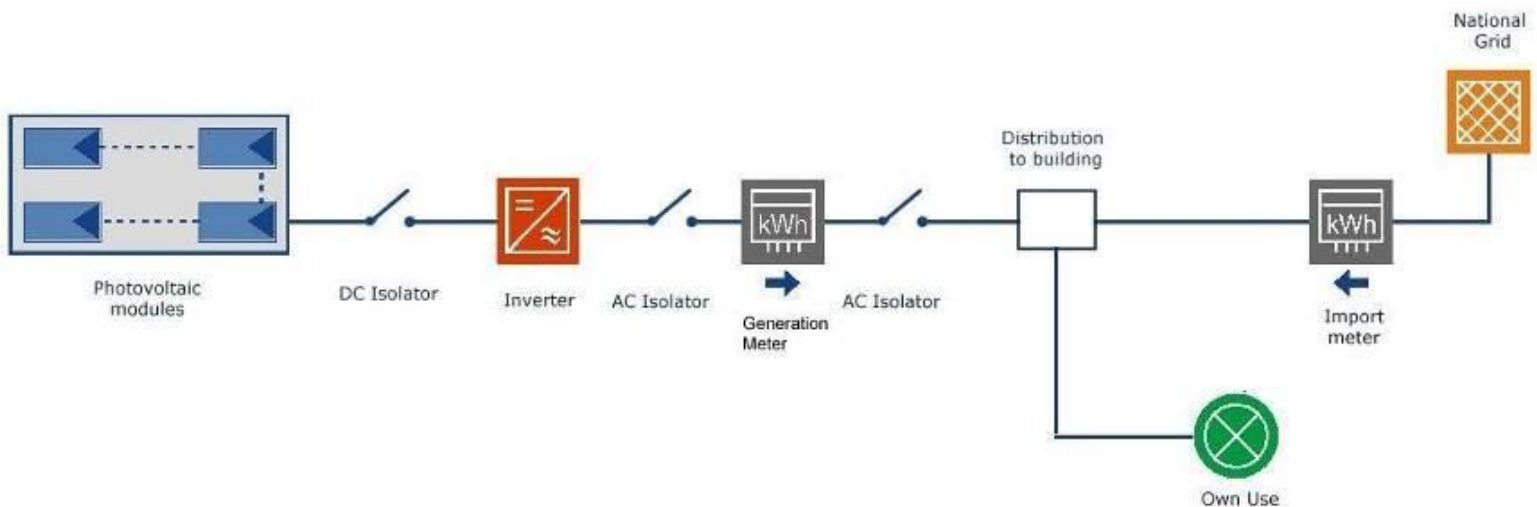 National
Grid
Distribution
to building
kWh
kWh
Photovoltaic
modules
DC Isolator
Inverter
AC Isolator
Generation
Meter
AC Isolator
Import
meter
Own Use